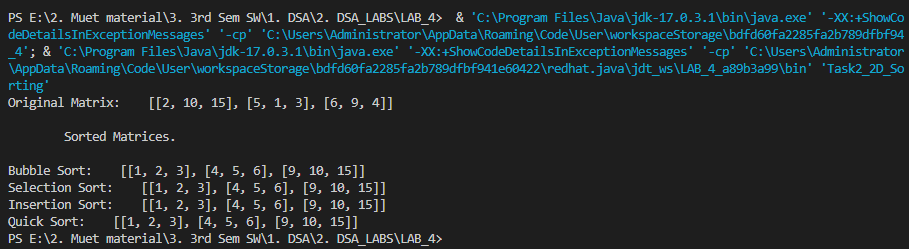 PS E:\2. Muet material\3. 3rd Sem SW\1. DSA\2. DSA_LABS\LAB_4>  & 'C:\Program Files\Java\jdk-17.0.3.1\bin\java.exe' '-XX:+ShowCo
deDetailsInExceptionMessages' '-cp' 'C:\Users\Administrator\AppData\Roaming\Code\User\workspaceStorage\bdfd60fa2285fa2b789dfbf94
_4'; & 'C:\Program Files\Java\jdk-17.0.3.1\bin\java.exe' '-XX:+ShowCodeDetailsInExceptionMessages' '-cp' 'C:\Users\Administrator
\AppData\Roaming\Code\User\workspaceStorage\bdfd60fa2285fa2b789dfbf941e60422\redhat.java\jdt_ws\LAB_4_a89b3a99\bin' 'Task2_2D_So
rting'
Original Matrix:    [[2, 10, 15], [5, 1, 3], [6, 9, 4]]
Sorted Matrices.
Bubble Sort:    [[1, 2, 3], [4, 5, 6], [9, 10, 15]]
Selection Sort:    [[1, 2, 3], [4, 5, 6], [9, 10, 15]]
Insertion Sort:    [[1, 2, 3], [4, 5, 6], [9, 10, 15]]
Quick Sort:    [[1, 2, 3], [4, 5, 6], [9, 10, 15]]
PS E:\2. Muet material\3. 3rd Sem SW\1. DSA\2. DSA_LABS\LAB_4>